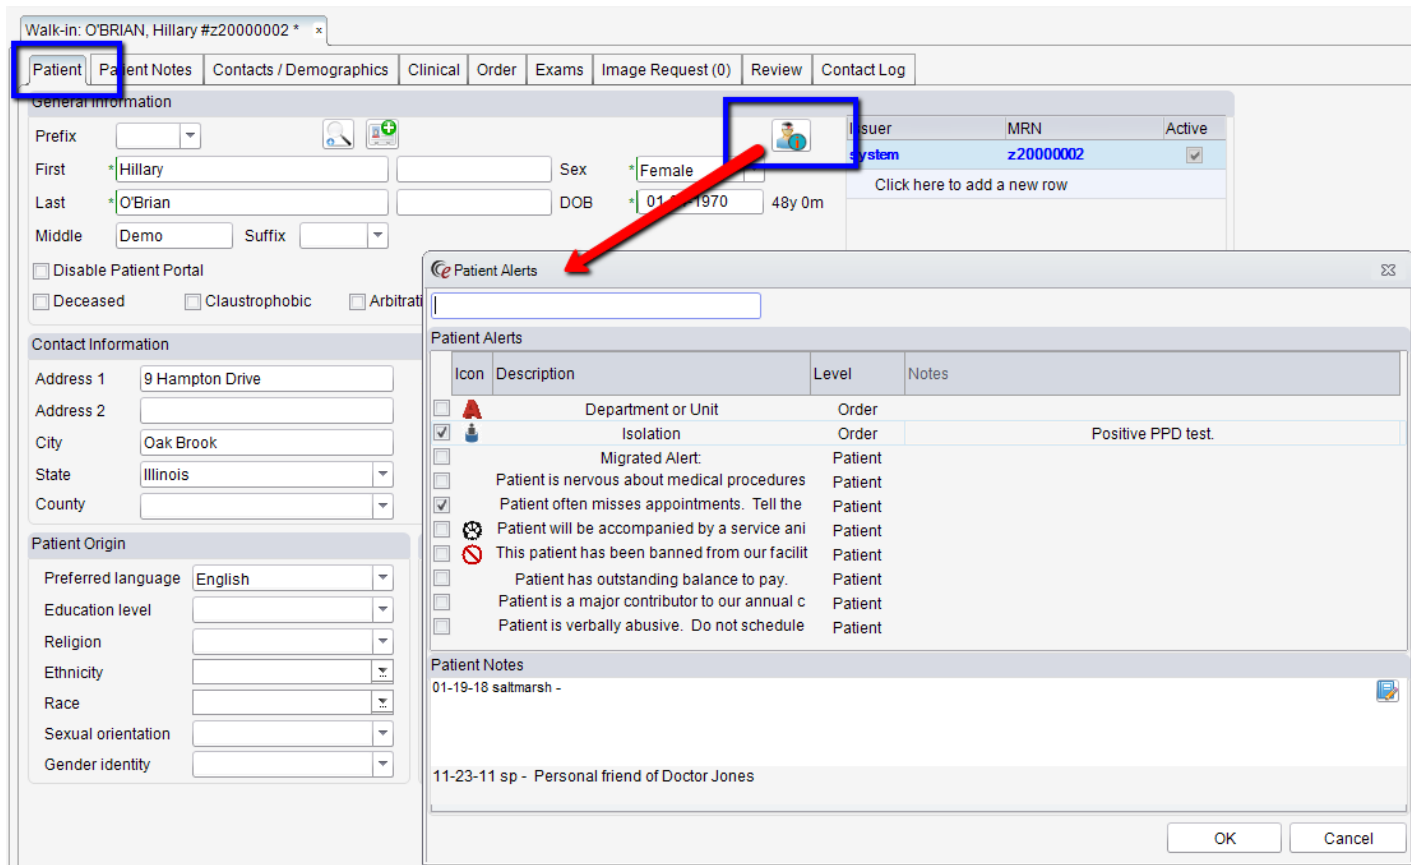 Walk-in: O'BRIAN, Hillary #z20000002 * x
Patient Patient Notes Contacts / Demographics Clinical Order Exams Image Request (0) Review Contact Log
General Information
Prefix
First * Hillary Sex * Female
Last * O'Brian DOB * 1970 48y 0m
Middle Demo Suffix
Disable Patient Portal
Deceased Claustrophobic Arbitrati
Issuer MRN Active
system z20000002
Click here to add a new row
Contact Information
Address 1 9 Hampton Drive
Address 2
City Oak Brook
State Illinois
County
Patient Origin
Preferred language English
Education level
Religion
Ethnicity
Race
Sexual orientation
Gender identity
Patient Alerts
Patient Alerts
Icon Description Level Notes
Department or Unit Order
Isolation Order Positive PPD test.
Migrated Alert: Patient
Patient is nervous about medical procedures Patient
Patient often misses appointments. Tell the Patient
Patient will be accompanied by a service ani Patient
This patient has been banned from our facilit Patient
Patient has outstanding balance to pay. Patient
Patient is a major contributor to our annual c Patient
Patient is verbally abusive. Do not schedule Patient
Patient Notes
01-19-18 saltmarsh -
11-23-11 sp - Personal friend of Doctor Jones
OK Cancel